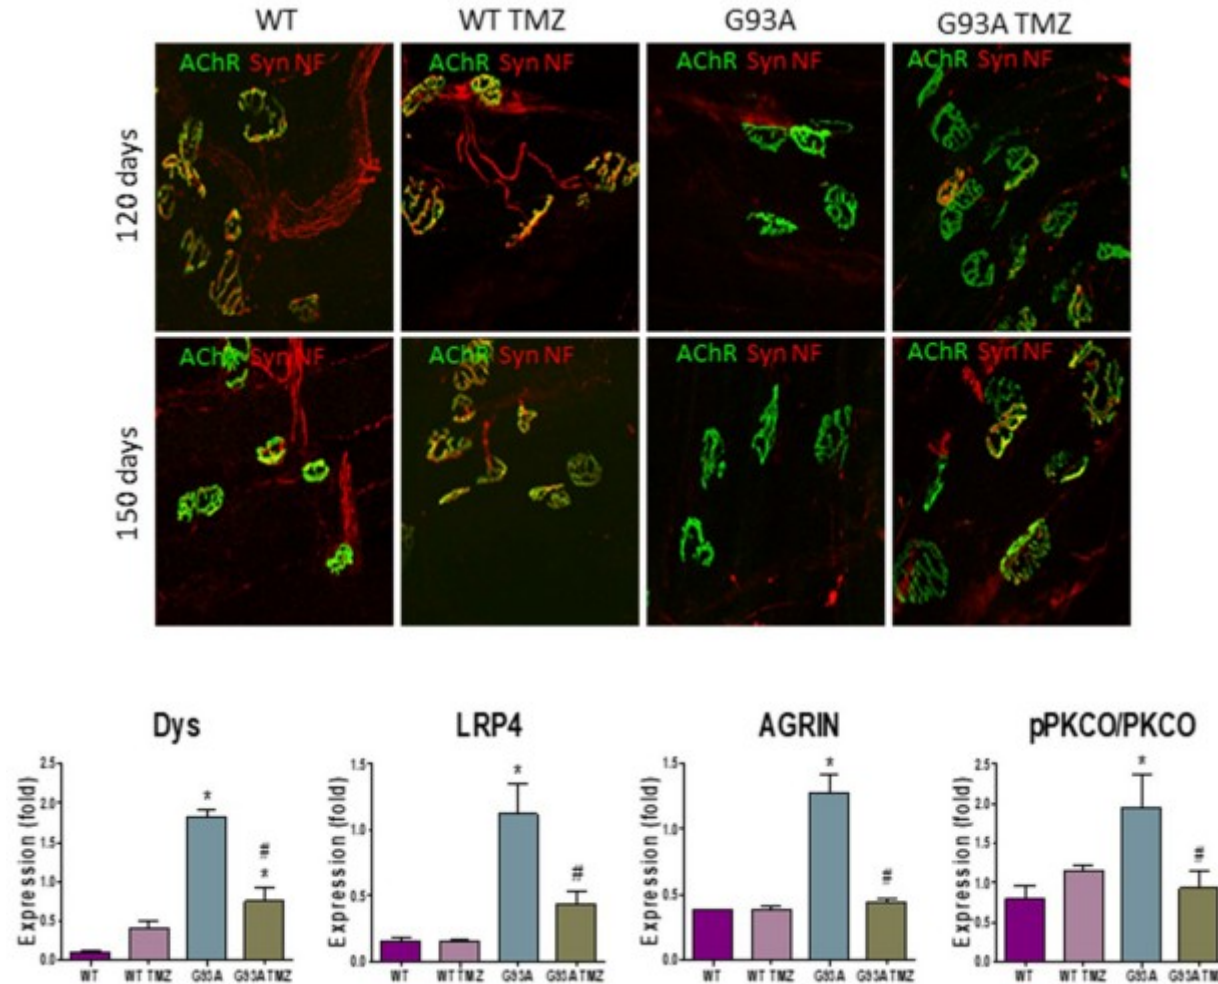 WT WT TMZ G93A G93A TMZ
120 days
AChR Syn NF AChR Syn NF AChR Syn NF AChR Syn NF
150 days
AChR Syn NF AChR Syn NF AChR Syn NF AChR Syn NF
Dys
Expression (fold)
2.5
2.0
1.5
1.0
0.5
0.0
*
#
*
WT WT TMZ G93A G93A TMZ
LRP4
Expression (fold)
1.5
1.0
0.5
0.0
*
#
WT WT TMZ G93A G93A TMZ
AGRIN
Expression (fold)
1.5
1.0
0.5
0.0
*
#
WT WT TMZ G93A G93A TMZ
pPKCO/PKCO
Expression (fold)
2.5
2.0
1.5
1.0
0.5
0.0
*
#
WT WT TMZ G93A G93A TM